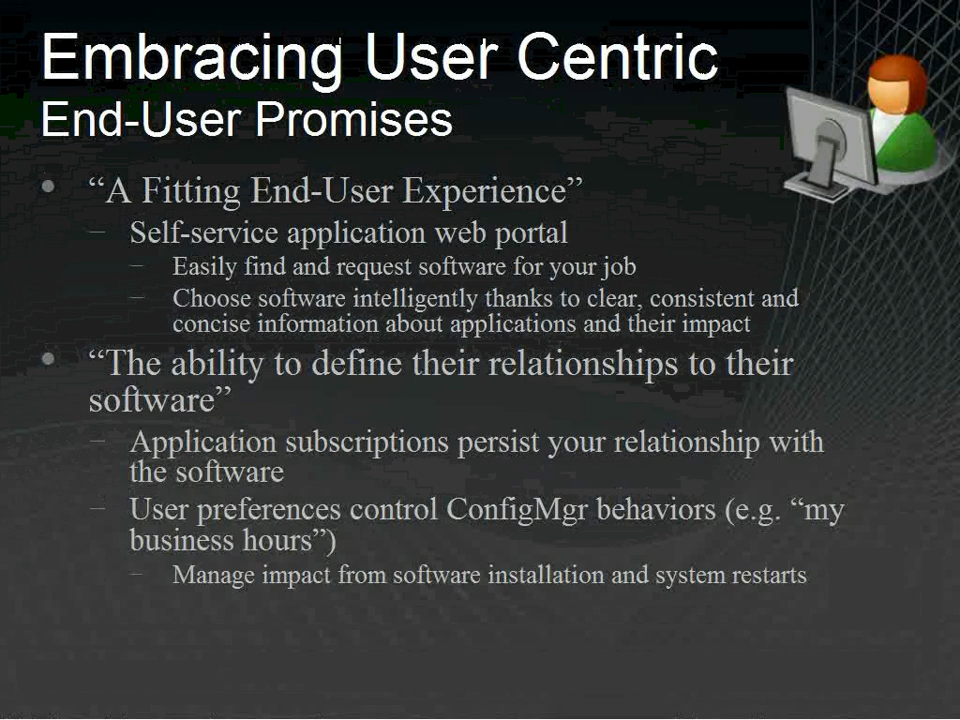 Embracing User Centric
End-User Promises
• “A Fitting End-User Experience”
– Self-service application web portal
– Easily find and request software for your job
– Choose software intelligently thanks to clear, consistent and
concise information about applications and their impact
• “The ability to define their relationships to their
software”
– Application subscriptions persist your relationship with
the software
– User preferences control ConfigMgr behaviors (e.g. “my
business hours”)
– Manage impact from software installation and system restarts